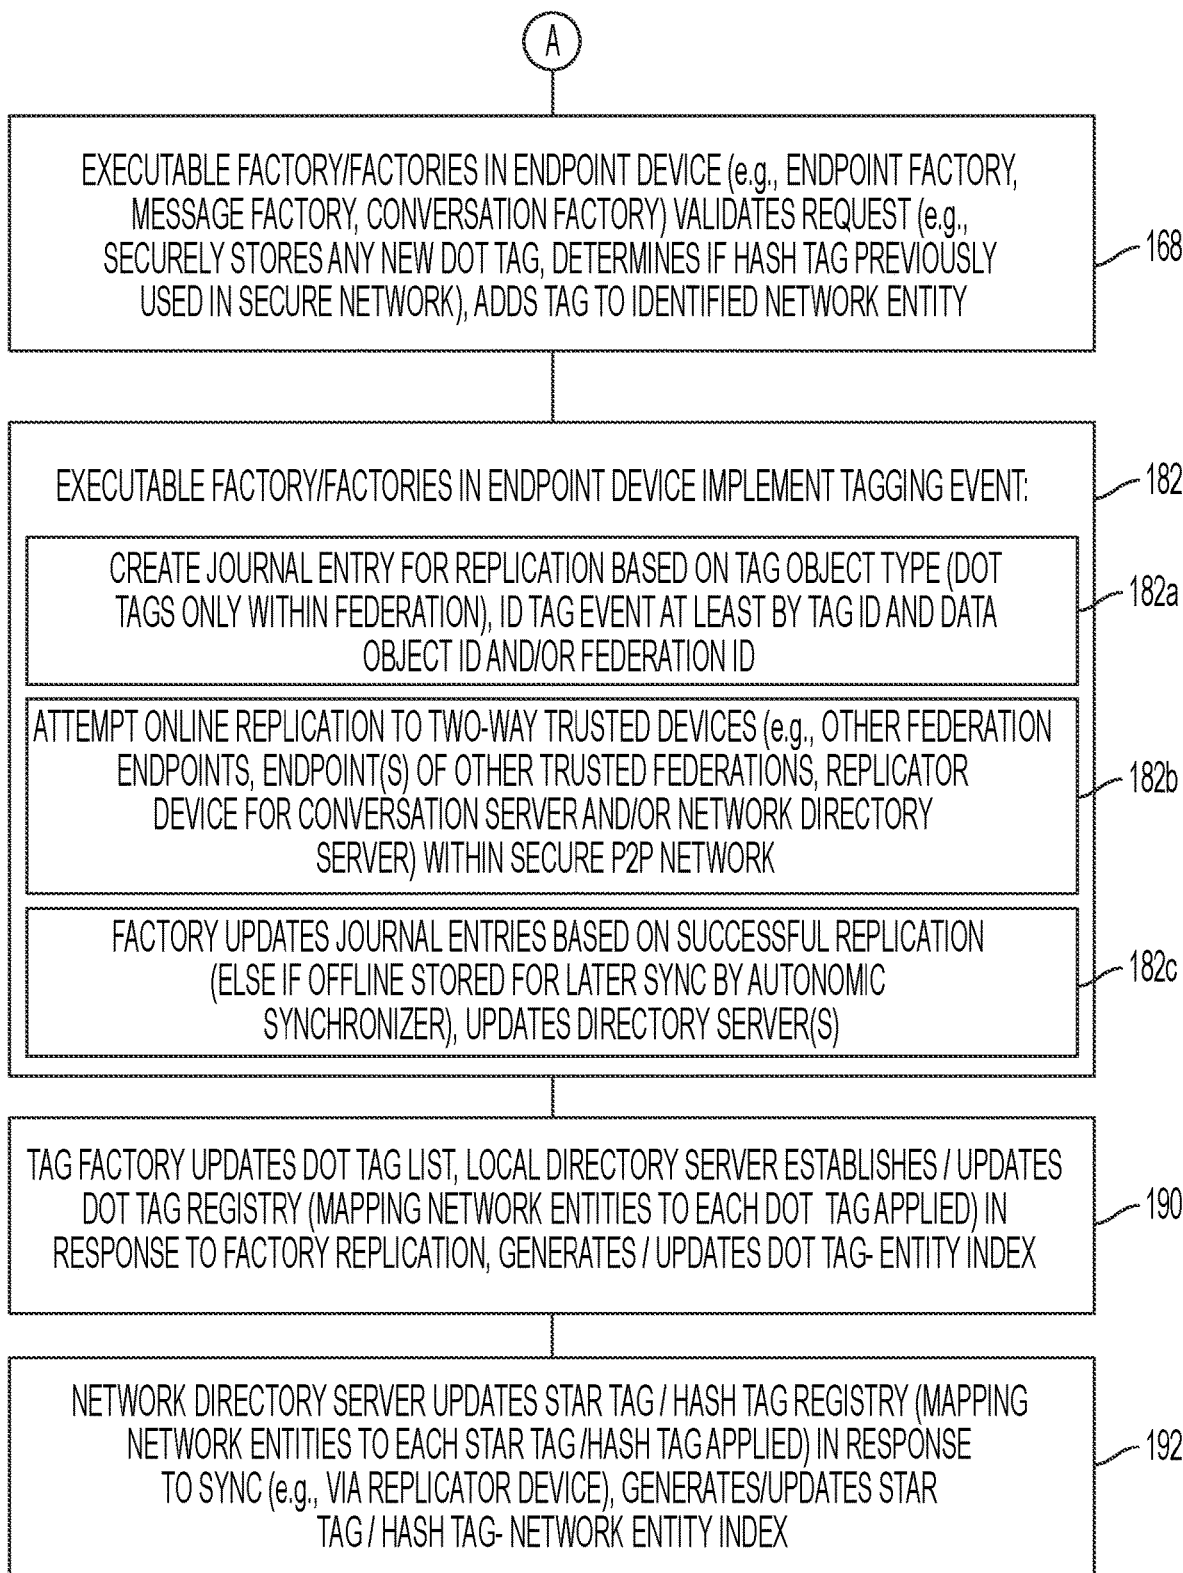 A
EXECUTABLE FACTORY/FACTORIES IN ENDPOINT DEVICE (e.g., ENDPOINT FACTORY,
MESSAGE FACTORY, CONVERSATION FACTORY) VALIDATES REQUEST (e.g.,
SECURELY STORES ANY NEW DOT TAG, DETERMINES IF HASH TAG PREVIOUSLY
USED IN SECURE NETWORK), ADDS TAG TO IDENTIFIED NETWORK ENTITY
168
EXECUTABLE FACTORY/FACTORIES IN ENDPOINT DEVICE IMPLEMENT TAGGING EVENT:
182
CREATE JOURNAL ENTRY FOR REPLICATION BASED ON TAG OBJECT TYPE (DOT
TAGS ONLY WITHIN FEDERATION), ID TAG EVENT AT LEAST BY TAG ID AND DATA
OBJECT ID AND/OR FEDERATION ID
182a
ATTEMPT ONLINE REPLICATION TO TWO-WAY TRUSTED DEVICES (e.g., OTHER FEDERATION
ENDPOINTS, ENDPOINT(S) OF OTHER TRUSTED FEDERATIONS, REPLICATOR
DEVICE FOR CONVERSATION SERVER AND/OR NETWORK DIRECTORY
SERVER) WITHIN SECURE P2P NETWORK
182b
FACTORY UPDATES JOURNAL ENTRIES BASED ON SUCCESSFUL REPLICATION
(ELSE IF OFFLINE STORED FOR LATER SYNC BY AUTONOMIC
SYNCHRONIZER), UPDATES DIRECTORY SERVER(S)
182c
TAG FACTORY UPDATES DOT TAG LIST, LOCAL DIRECTORY SERVER ESTABLISHES / UPDATES
DOT TAG REGISTRY (MAPPING NETWORK ENTITIES TO EACH DOT TAG APPLIED) IN
RESPONSE TO FACTORY REPLICATION, GENERATES / UPDATES DOT TAG- ENTITY INDEX
190
NETWORK DIRECTORY SERVER UPDATES STAR TAG / HASH TAG REGISTRY (MAPPING
NETWORK ENTITIES TO EACH STAR TAG /HASH TAG APPLIED) IN RESPONSE
TO SYNC (e.g., VIA REPLICATOR DEVICE), GENERATES/UPDATES STAR
TAG / HASH TAG- NETWORK ENTITY INDEX
192